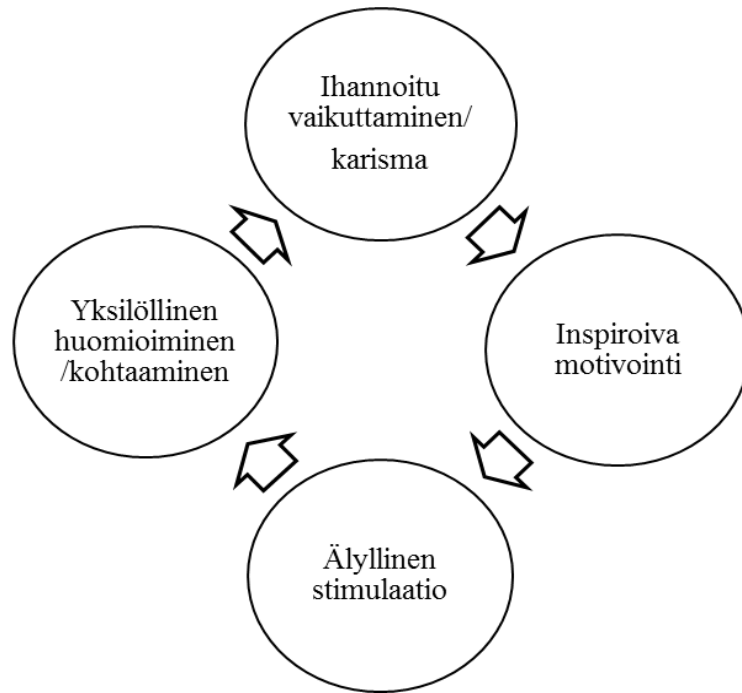 Ihannoitu
vaikuttaminen/
karisma
Inspiroiva
motivointi
Älyllinen
stimulaatio
Yksilöllinen
huomioiminen
/kohtaaminen